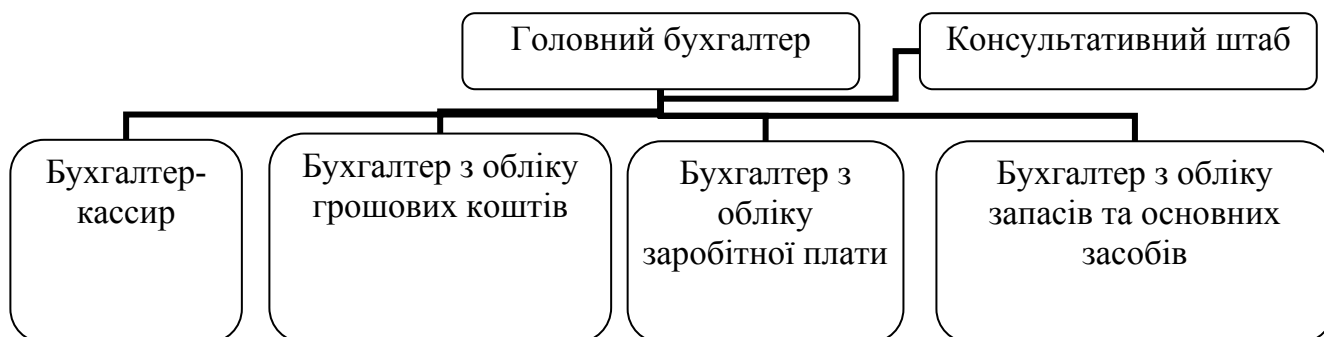 Головний бухгалтер
Консультативний штаб
Бухгалтер-
кассир
Бухгалтер з обліку
грошових коштів
Бухгалтер з
обліку
заробітної плати
Бухгалтер з обліку
запасів та основних
засобів